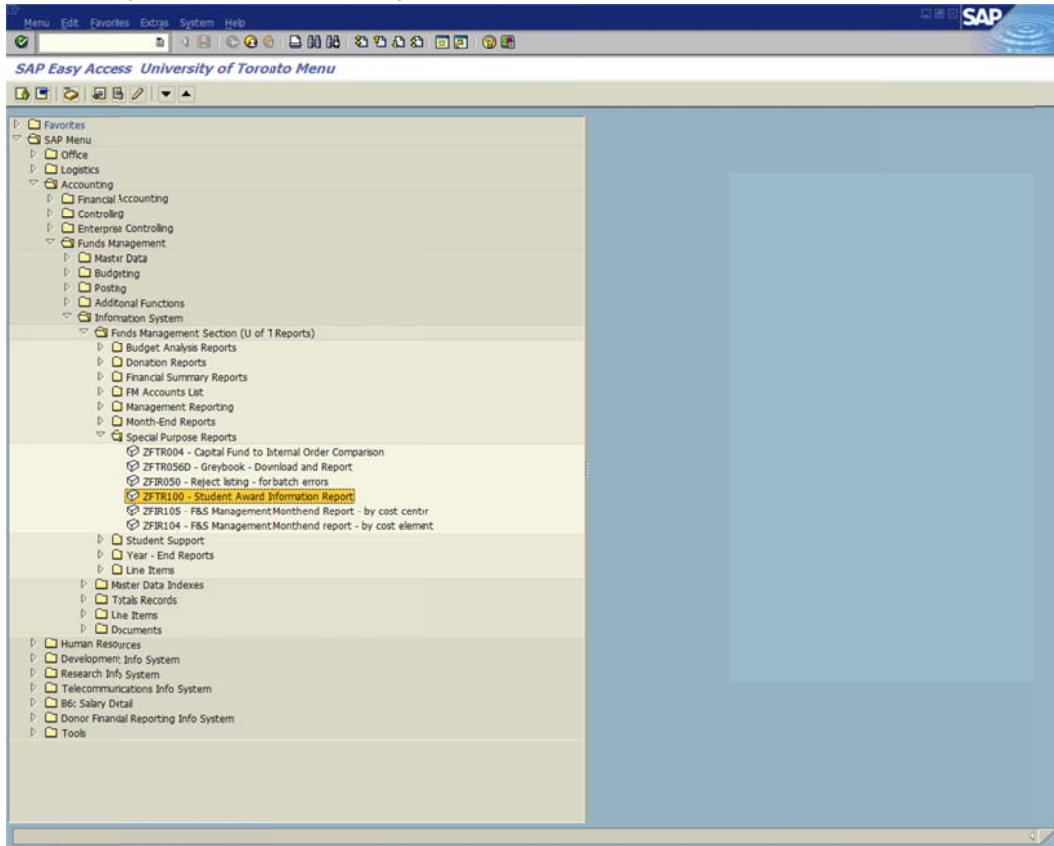 Menu Edit Favorites Extras System Help
SAP
SAP Easy Access University of Toronto Menu
Favorites
SAP Menu
Office
Logistics
Accounting
Financial Accounting
Controlling
Enterprise Controlling
Funds Management
Master Data
Budgeting
Posting
Additonal Functions
Information System
Funds Management Section (U of T Reports)
Budget Analysis Reports
Donation Reports
Financial Summary Reports
FM Accounts List
Management Reporting
Month-End Reports
Special Purpose Reports
ZFTR004 - Capital Fund to Internal Order Comparison
ZFTR056D - Greybook - Download and Report
ZFIR050 - Reject listing - for batch errors
ZFTR100 - Student Award Information Report
ZFIR105 - F&S Management Monthend Report - by cost center
ZFIR104 - F&S Management Monthend report - by cost element
Student Support
Year - End Reports
Line Items
Master Data Indexes
Totals Records
Line Items
Documents
Human Resources
Development Info System
Research Info System
Telecommunications Info System
B6: Salary Detail
Donor Financial Reporting Info System
Tools